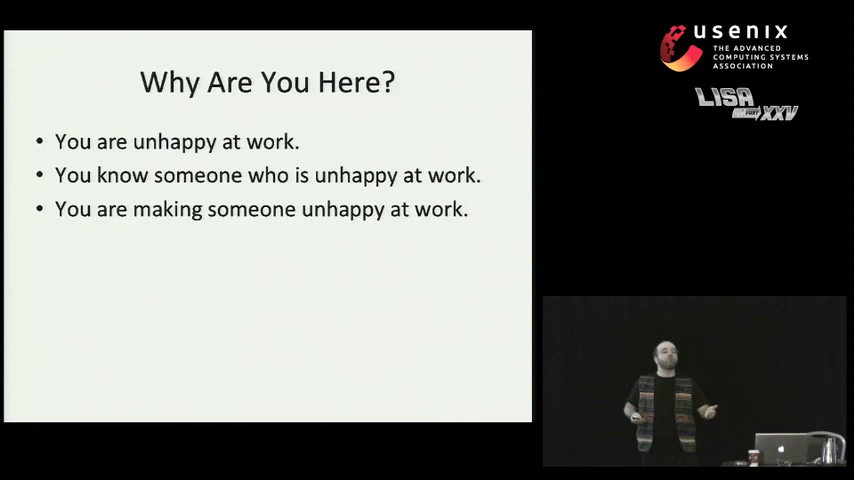 Why Are You Here?
• You are unhappy at work.
• You know someone who is unhappy at work.
• You are making someone unhappy at work.
usenix
THE ADVANCED
COMPUTING SYSTEMS
ASSOCIATION
LISA
XXV